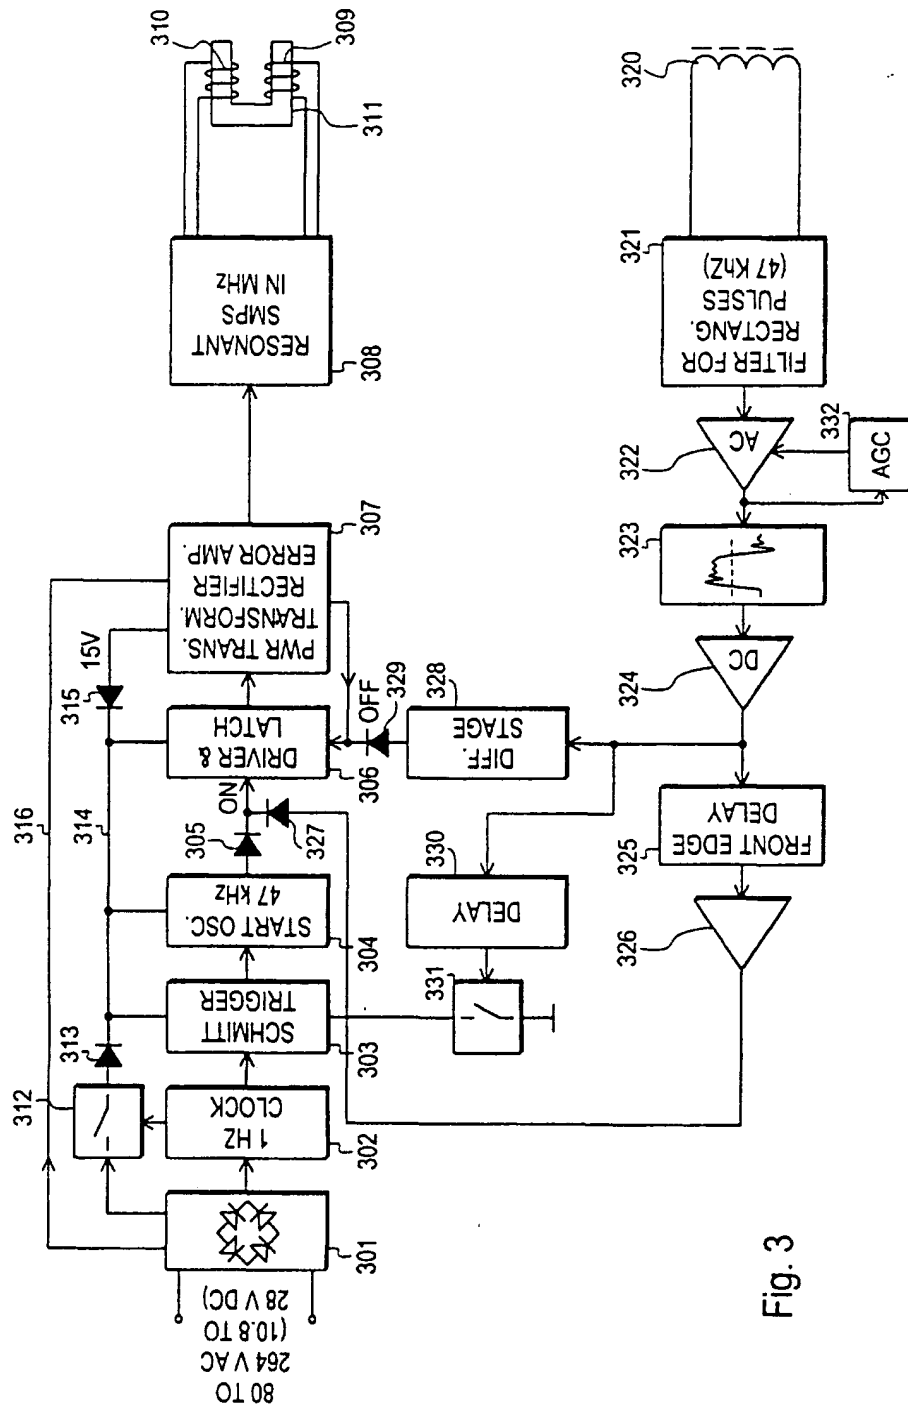 80 TO
264 V AC
(10.8 TO
28 V DC)
301
302
1 HZ
CLOCK
312
313
303
SCHMITT
TRIGGER
304
START OSC.
47 kHz
305
ON
306
DRIVER &
LATCH
314
316
315
15V
307
PWR TRANS.
TRANSFORM.
RECTIFIER
ERROR AMP.
308
RESONANT
SMPS
IN MHz
310
309
311
327
OFF
329
328
DIFF.
STAGE
330
DELAY
331
320
321
FILTER FOR
RECTANG.
PULSES
(47 KhZ)
322
AC
332
AGC
323
324
DC
325
FRONT EDGE
DELAY
326
Fig. 3